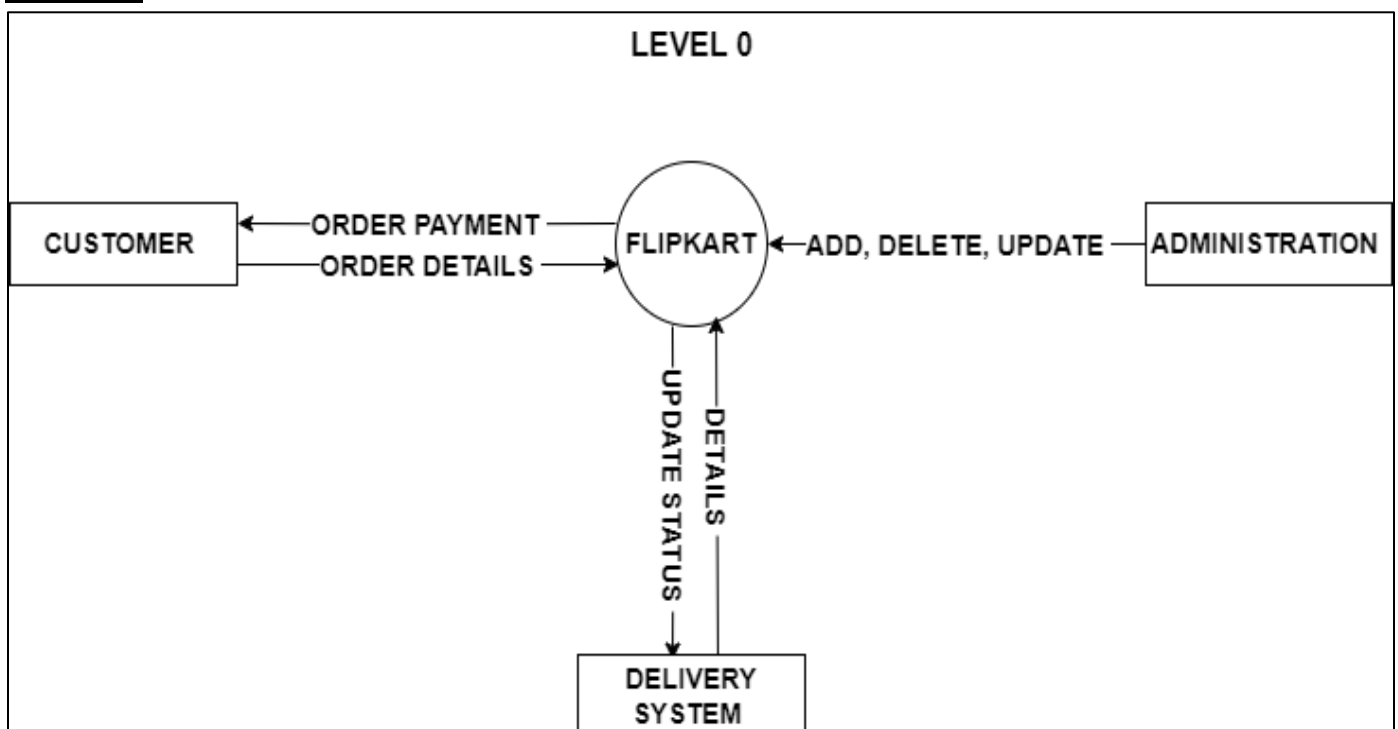 LEVEL 0
ORDER PAYMENT
CUSTOMER
FLIPKART
ADD, DELETE, UPDATE
ADMINISTRATION
ORDER DETAILS
UPDATE STATUS
DETAILS
DELIVERY
SYSTEM